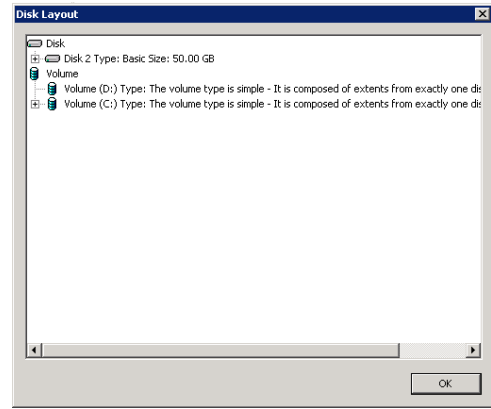 Disk Layout
Disk
Disk 2 Type: Basic Size: 50.00 GB
Volume
Volume (D:) Type: The volume type is simple - It is composed of extents from exactly one dis
Volume (C:) Type: The volume type is simple - It is composed of extents from exactly one dis
OK